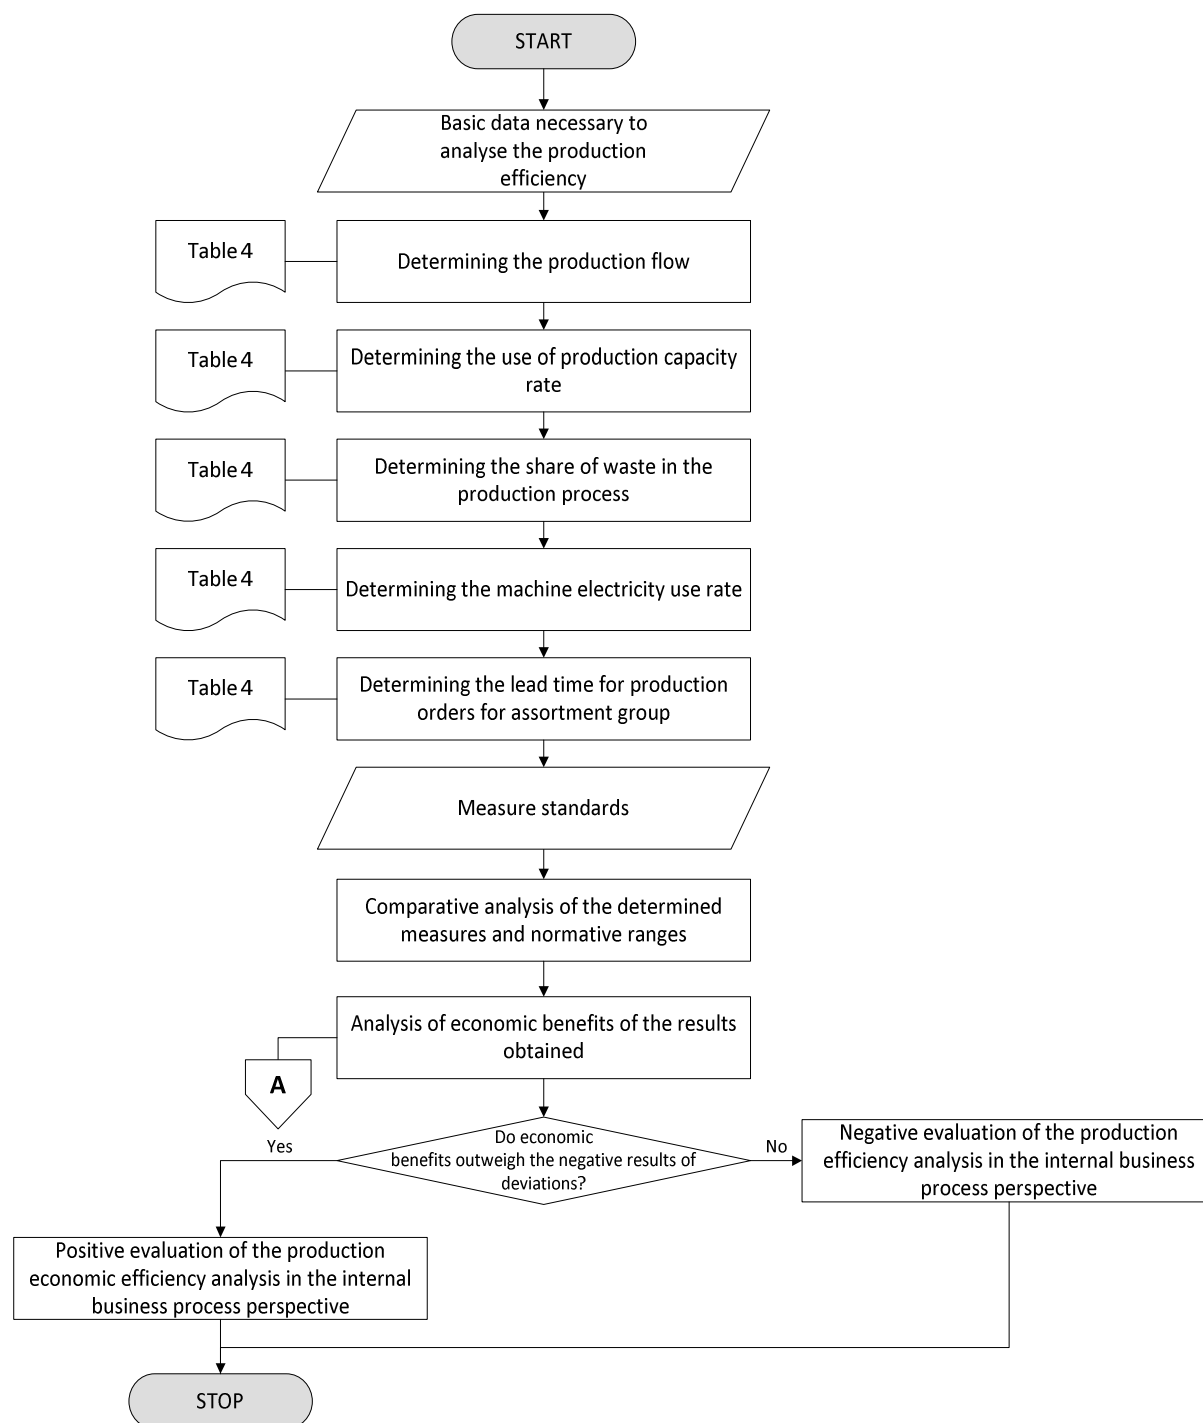 START
Basic data necessary to
analyse the production
efficiency
Table 4
Determining the production flow
Table 4
Determining the use of production capacity
rate
Table 4
Determining the share of waste in the
production process
Table 4
Determining the machine electricity use rate
Table 4
Determining the lead time for production
orders for assortment group
Measure standards
Comparative analysis of the determined
measures and normative ranges
Analysis of economic benefits of the results
obtained
A
Do economic
benefits outweigh the negative results of
deviations?
Yes
No
Negative evaluation of the production
efficiency analysis in the internal business
process perspective
Positive evaluation of the production
economic efficiency analysis in the internal
business process perspective
STOP